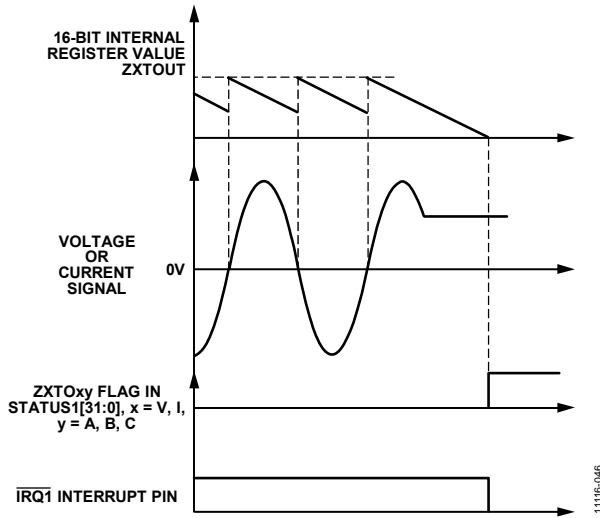 16-BIT INTERNAL
REGISTER VALUE
ZXTOUT
VOLTAGE
OR
CURRENT
SIGNAL
0V
ZXTOxy FLAG IN
STATUS1[31:0], x = V, I,
y = A, B, C
IRQ1 INTERRUPT PIN
11116-046